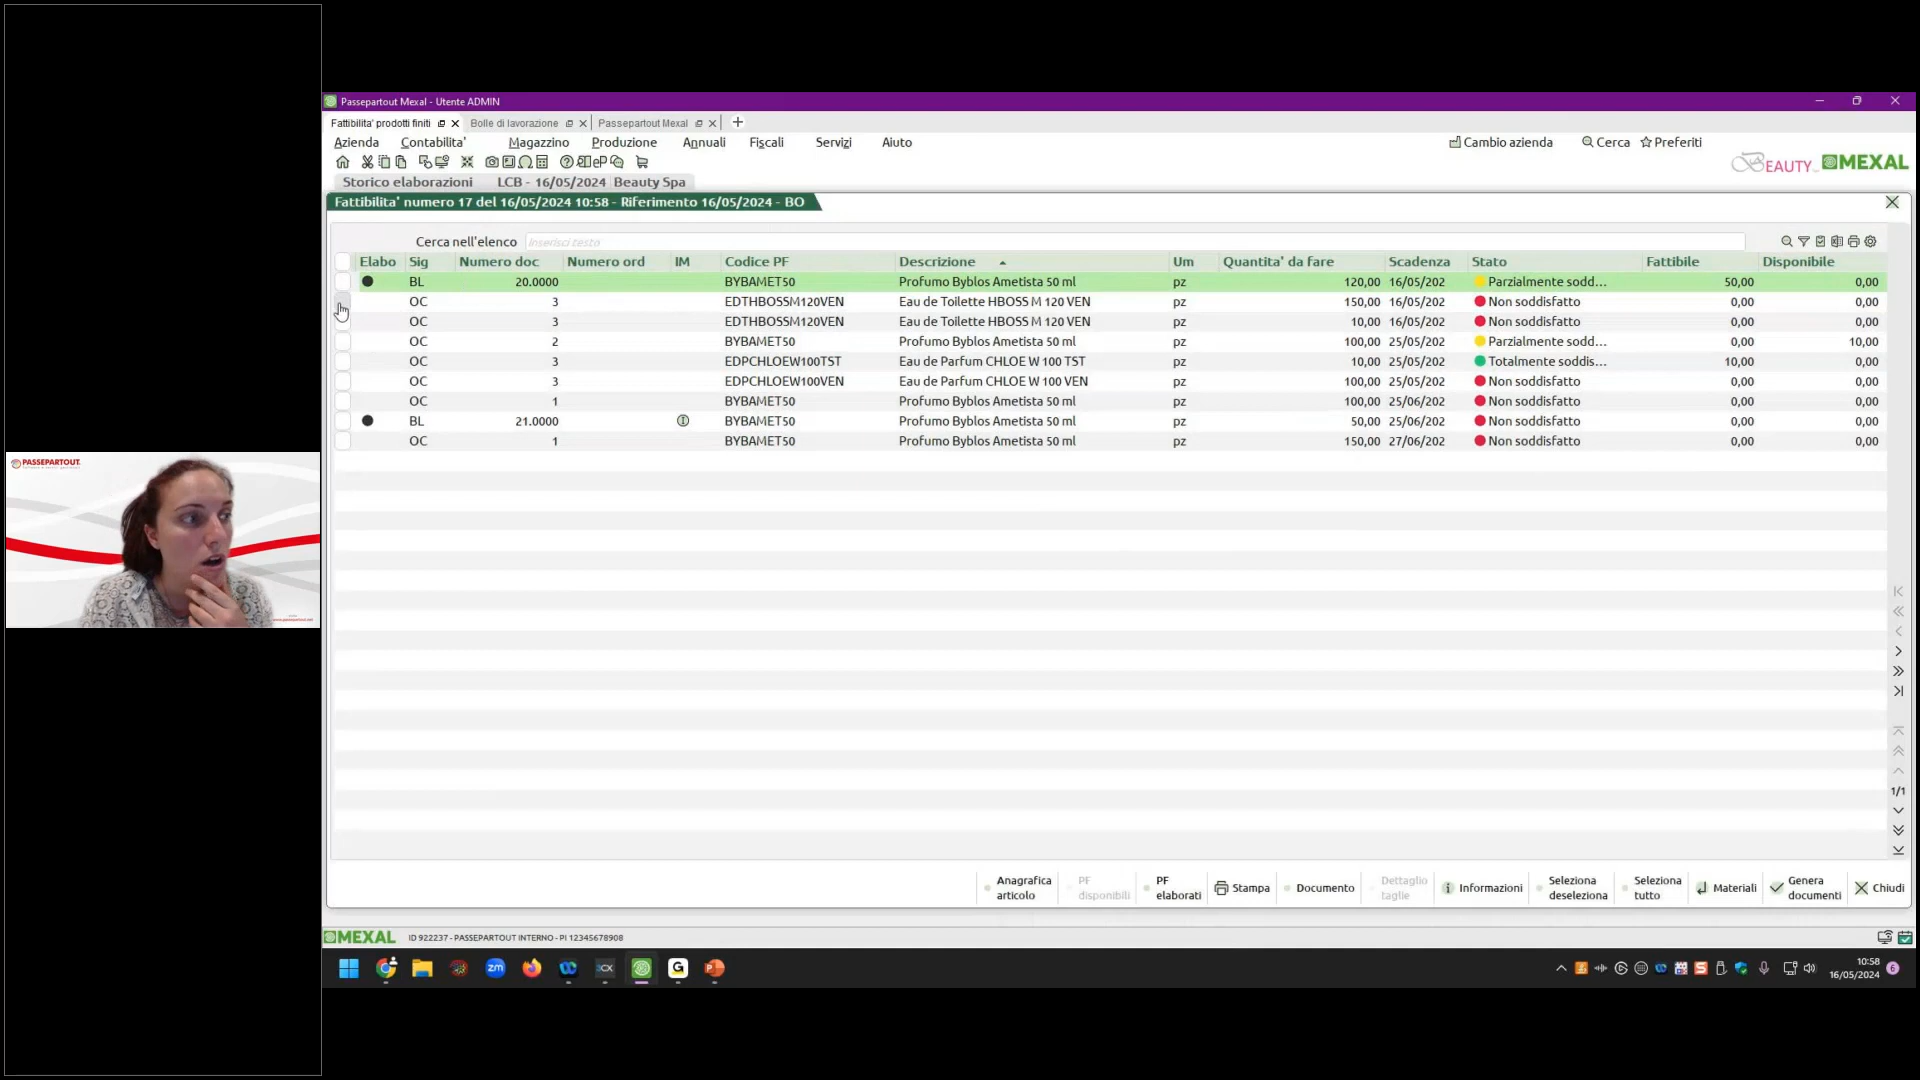 Passepartout Mexal - Utente ADMIN
Fattibilita' prodotti finiti Bolle di lavorazione Passepartout Mexal
Azienda Contabilita' Magazzino Produzione Annuali Fiscali Servizi Aiuto Cambio azienda Cerca Preferiti
BEAUTY MEXAL
Storico elaborazioni LCB - 16/05/2024 Beauty Spa
Fattibilita' numero 17 del 16/05/2024 10:58 - Riferimento 16/05/2024 - BO
Cerca nell'elenco Inserisci testo
Elabo Sig Numero doc Numero ord IM Codice PF Descrizione Um Quantita' da fare Scadenza Stato Fattibile Disponibile
BL 20.0000 BYBAMET50 Profumo Byblos Ametista 50 ml pz 120,00 16/05/202 Parzialmente sodd... 50,00 0,00
OC 3 EDTHBOSSM120VEN Eau de Toilette HBOSS M 120 VEN pz 150,00 16/05/202 Non soddisfatto 0,00 0,00
OC 3 EDTHBOSSM120VEN Eau de Toilette HBOSS M 120 VEN pz 10,00 16/05/202 Non soddisfatto 0,00 0,00
OC 2 BYBAMET50 Profumo Byblos Ametista 50 ml pz 100,00 25/05/202 Parzialmente sodd... 0,00 10,00
OC 3 EDPCHLOEW100TST Eau de Parfum CHLOE W 100 TST pz 10,00 25/05/202 Totalmente soddis... 10,00 0,00
OC 3 EDPCHLOEW100VEN Eau de Parfum CHLOE W 100 VEN pz 100,00 25/05/202 Non soddisfatto 0,00 0,00
OC 1 BYBAMET50 Profumo Byblos Ametista 50 ml pz 100,00 25/06/202 Non soddisfatto 0,00 0,00
BL 21.0000 BYBAMET50 Profumo Byblos Ametista 50 ml pz 50,00 25/06/202 Non soddisfatto 0,00 0,00
OC 1 BYBAMET50 Profumo Byblos Ametista 50 ml pz 150,00 27/06/202 Non soddisfatto 0,00 0,00
PASSEPARTOUT
1/1
Anagrafica articolo PF disponibili PF elaborati Stampa Documento Dettaglio taglie Informazioni Seleziona deseleziona Seleziona tutto Materiali Genera documenti Chiudi
MEXAL ID 922237 - PASSEPARTOUT INTERNO - PI 12345678908
10:58
16/05/2024 6